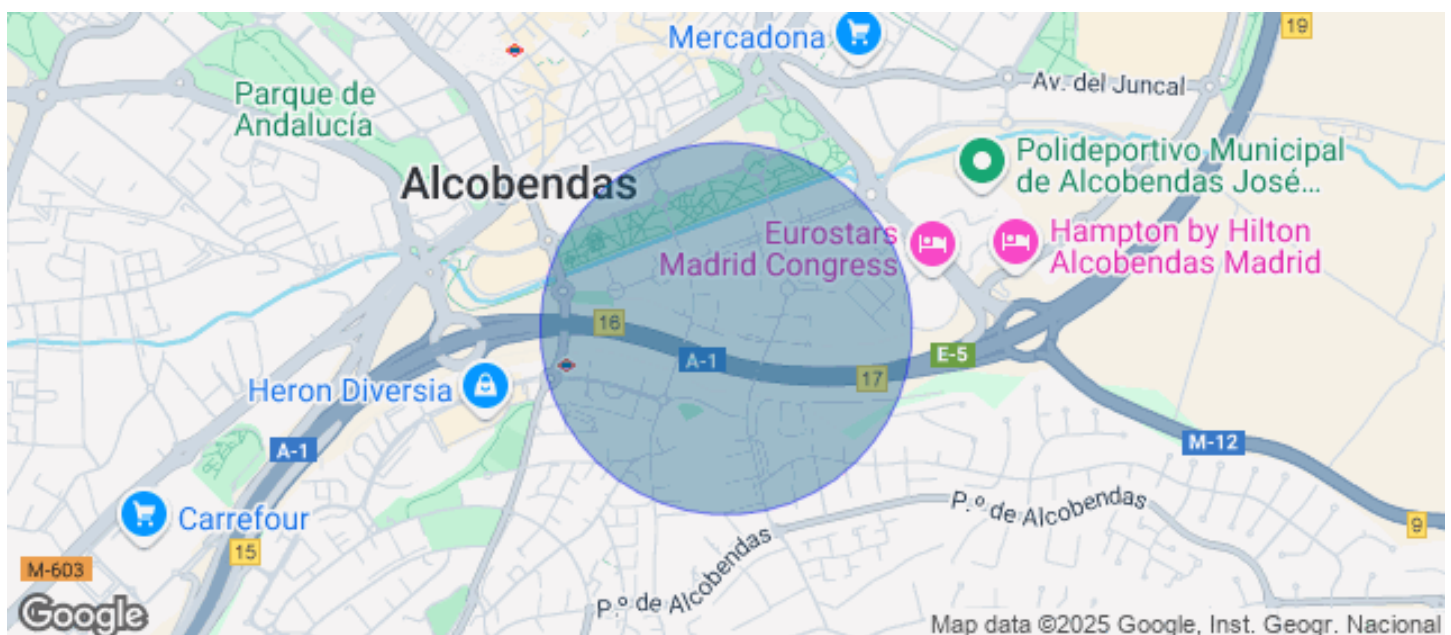 19
Mercadona
Av. del Juncal
Parque de
Andalucía
Polideportivo Municipal
de Alcobendas José...
Alcobendas
Eurostars
Madrid Congress
Hampton by Hilton
Alcobendas Madrid
16
A-1
E-5
17
Heron Diversia
A-1
M-12
P.º de Alcobendas
Carrefour
9
15
M-603
P.º de Alcobendas
Google
Map data ©2025 Google, Inst. Geogr. Nacional